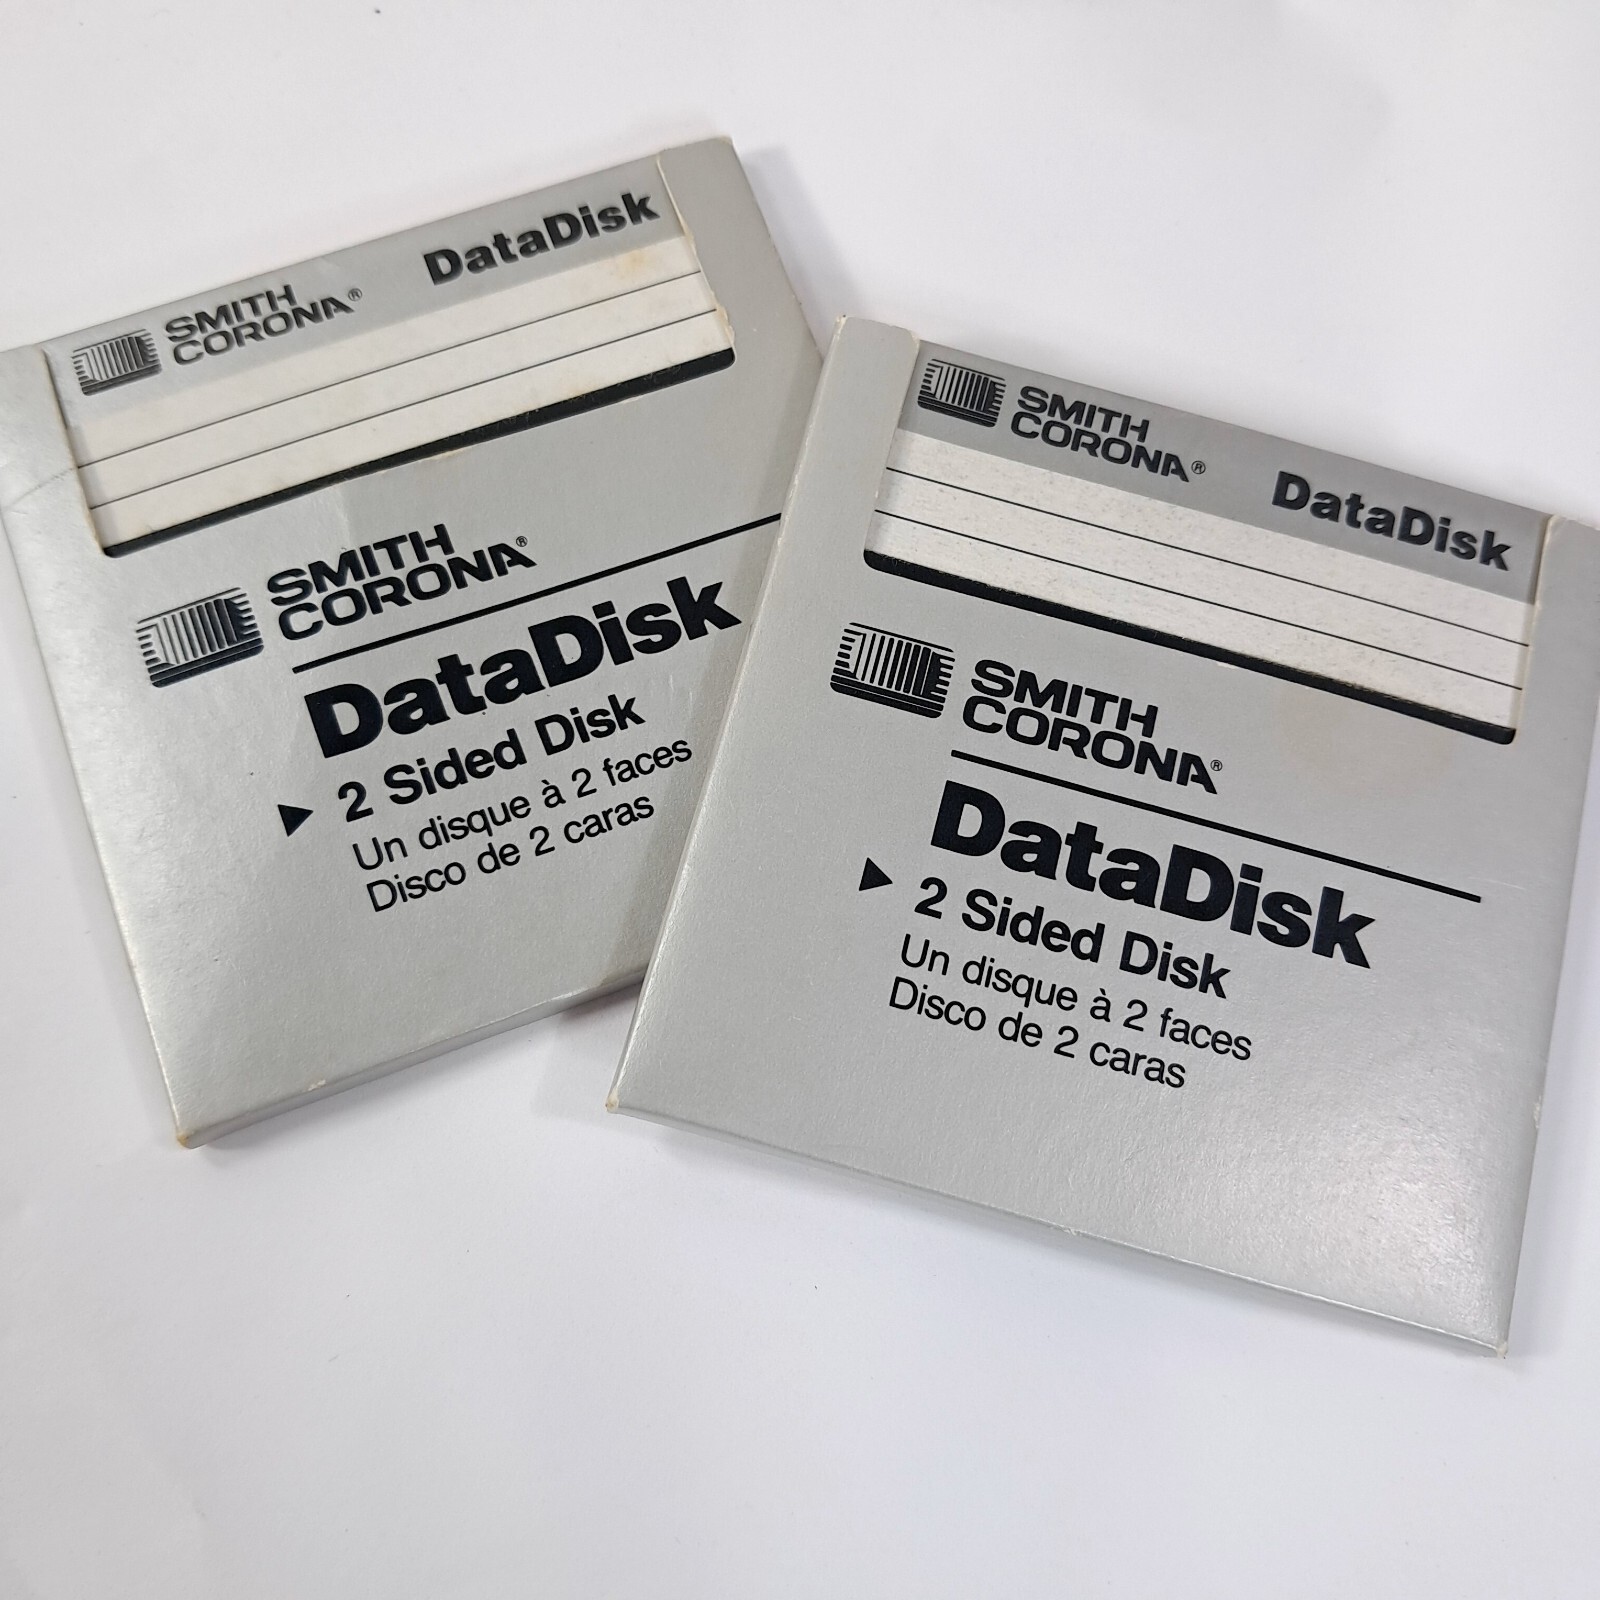 SMITH
CORONA®
DataDisk
SMITH
CORONA®
DataDisk
2 Sided Disk
Un disque à 2 faces
Disco de 2 caras
SMITH
CORONA®
DataDisk
SMITH
CORONA®
DataDisk
2 Sided Disk
Un disque à 2 faces
Disco de 2 caras